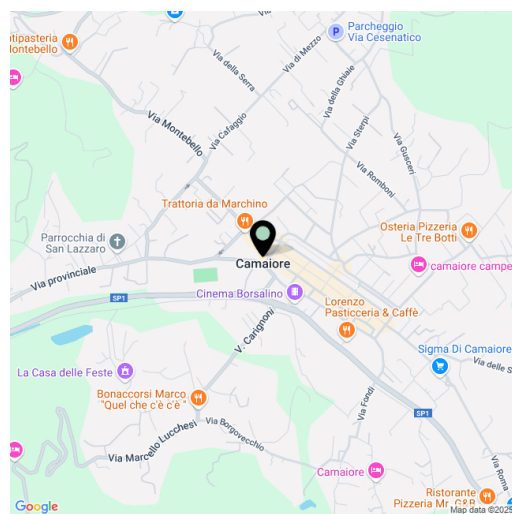 Parcheggio
Via Cesenatico
ntipasteria
Montebello
Via di Mezzo
Via della Serra
Via della Ghiaie
Via Montebello
Via Cafaggio
Via Sterpi
Via Gusceri
Via Romboni
Trattoria da Marchino
Osteria Pizzeria
Le Tre Botti
Parrocchia di
San Lazzaro
Camaiore
camaiore campe
Via provinciale
SP1
Cinema Borsalino
Lorenzo
Pasticceria & Caffè
V. Carignoni
Sigma Di Camaiore
Via delle S
La Casa delle Feste
Bonaccorsi Marco
"Quel che c'è c'è "
Via Fondi
SP1
Via Borgovecchio
Via Marcello Lucchesi
Via Roma
Camaiore
Ristorante
Pizzeria Mr. G&B
Google
Map data ©2025